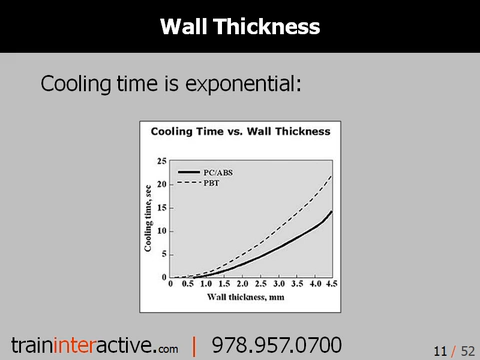 Wall Thickness
Cooling time is exponential:
Cooling Time vs. Wall Thickness
25
20
15
10
5
0
PC/ABS
PBT
Cooling time, sec
0 0.5 1.0 1.5 2.0 2.5 3.0 3.5 4.0 4.5
Wall thickness, mm
traininteractive.com | 978.957.0700
11 / 52